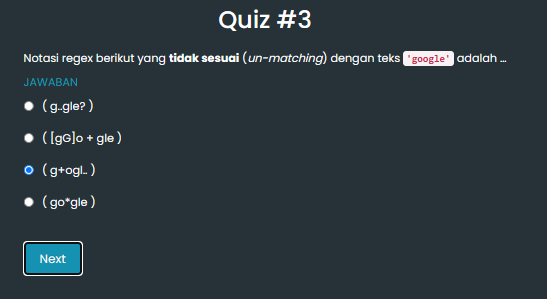 Quiz #3
Notasi regex berikut yang tidak sesuai (un-matching) dengan teks 'google' adalah ...
JAWABAN
( g..gle? )
( [gG]o + gle )
( g+ogl.. )
( go*gle )
Next